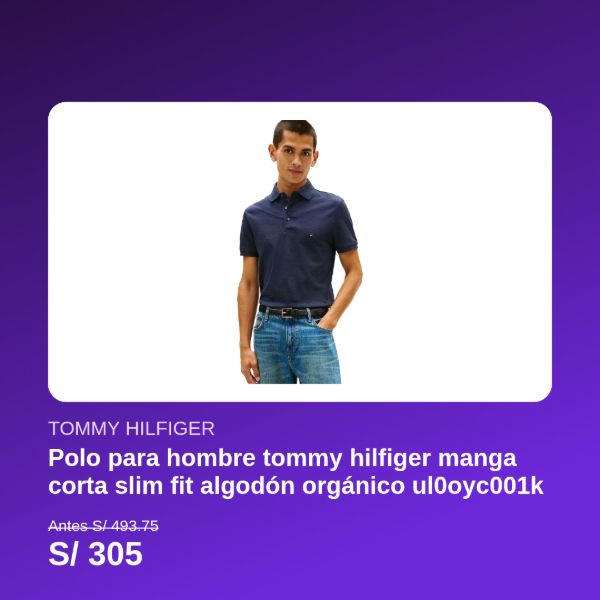 TOMMY HILFIGER
Polo para hombre tommy hilfiger manga
corta slim fit algodón orgánico ul0oyc001k
Antes S/ 493.75
S/ 305